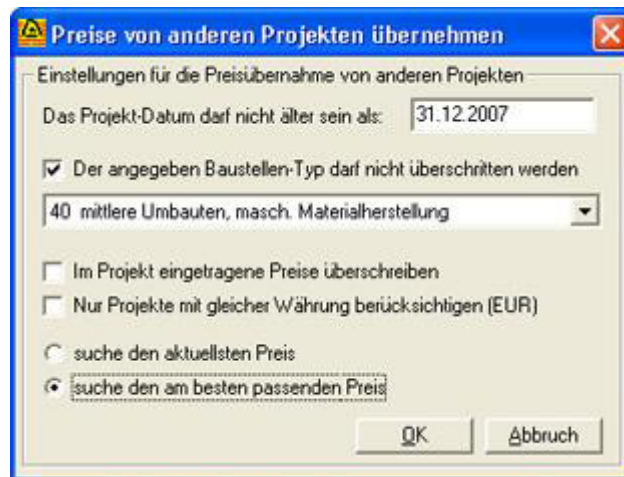 Preise von anderen Projekten übernehmen
Einstellungen für die Preisübernahme von anderen Projekten
Das Projekt-Datum darf nicht älter sein als: 31.12.2007
Der angegeben Baustellen-Typ darf nicht überschritten werden
40 mittlere Umbauten, masch. Materialherstellung
Im Projekt eingetragene Preise überschreiben
Nur Projekte mit gleicher Währung berücksichtigen (EUR)
suche den aktuellsten Preis
suche den am besten passenden Preis
OK Abbruch